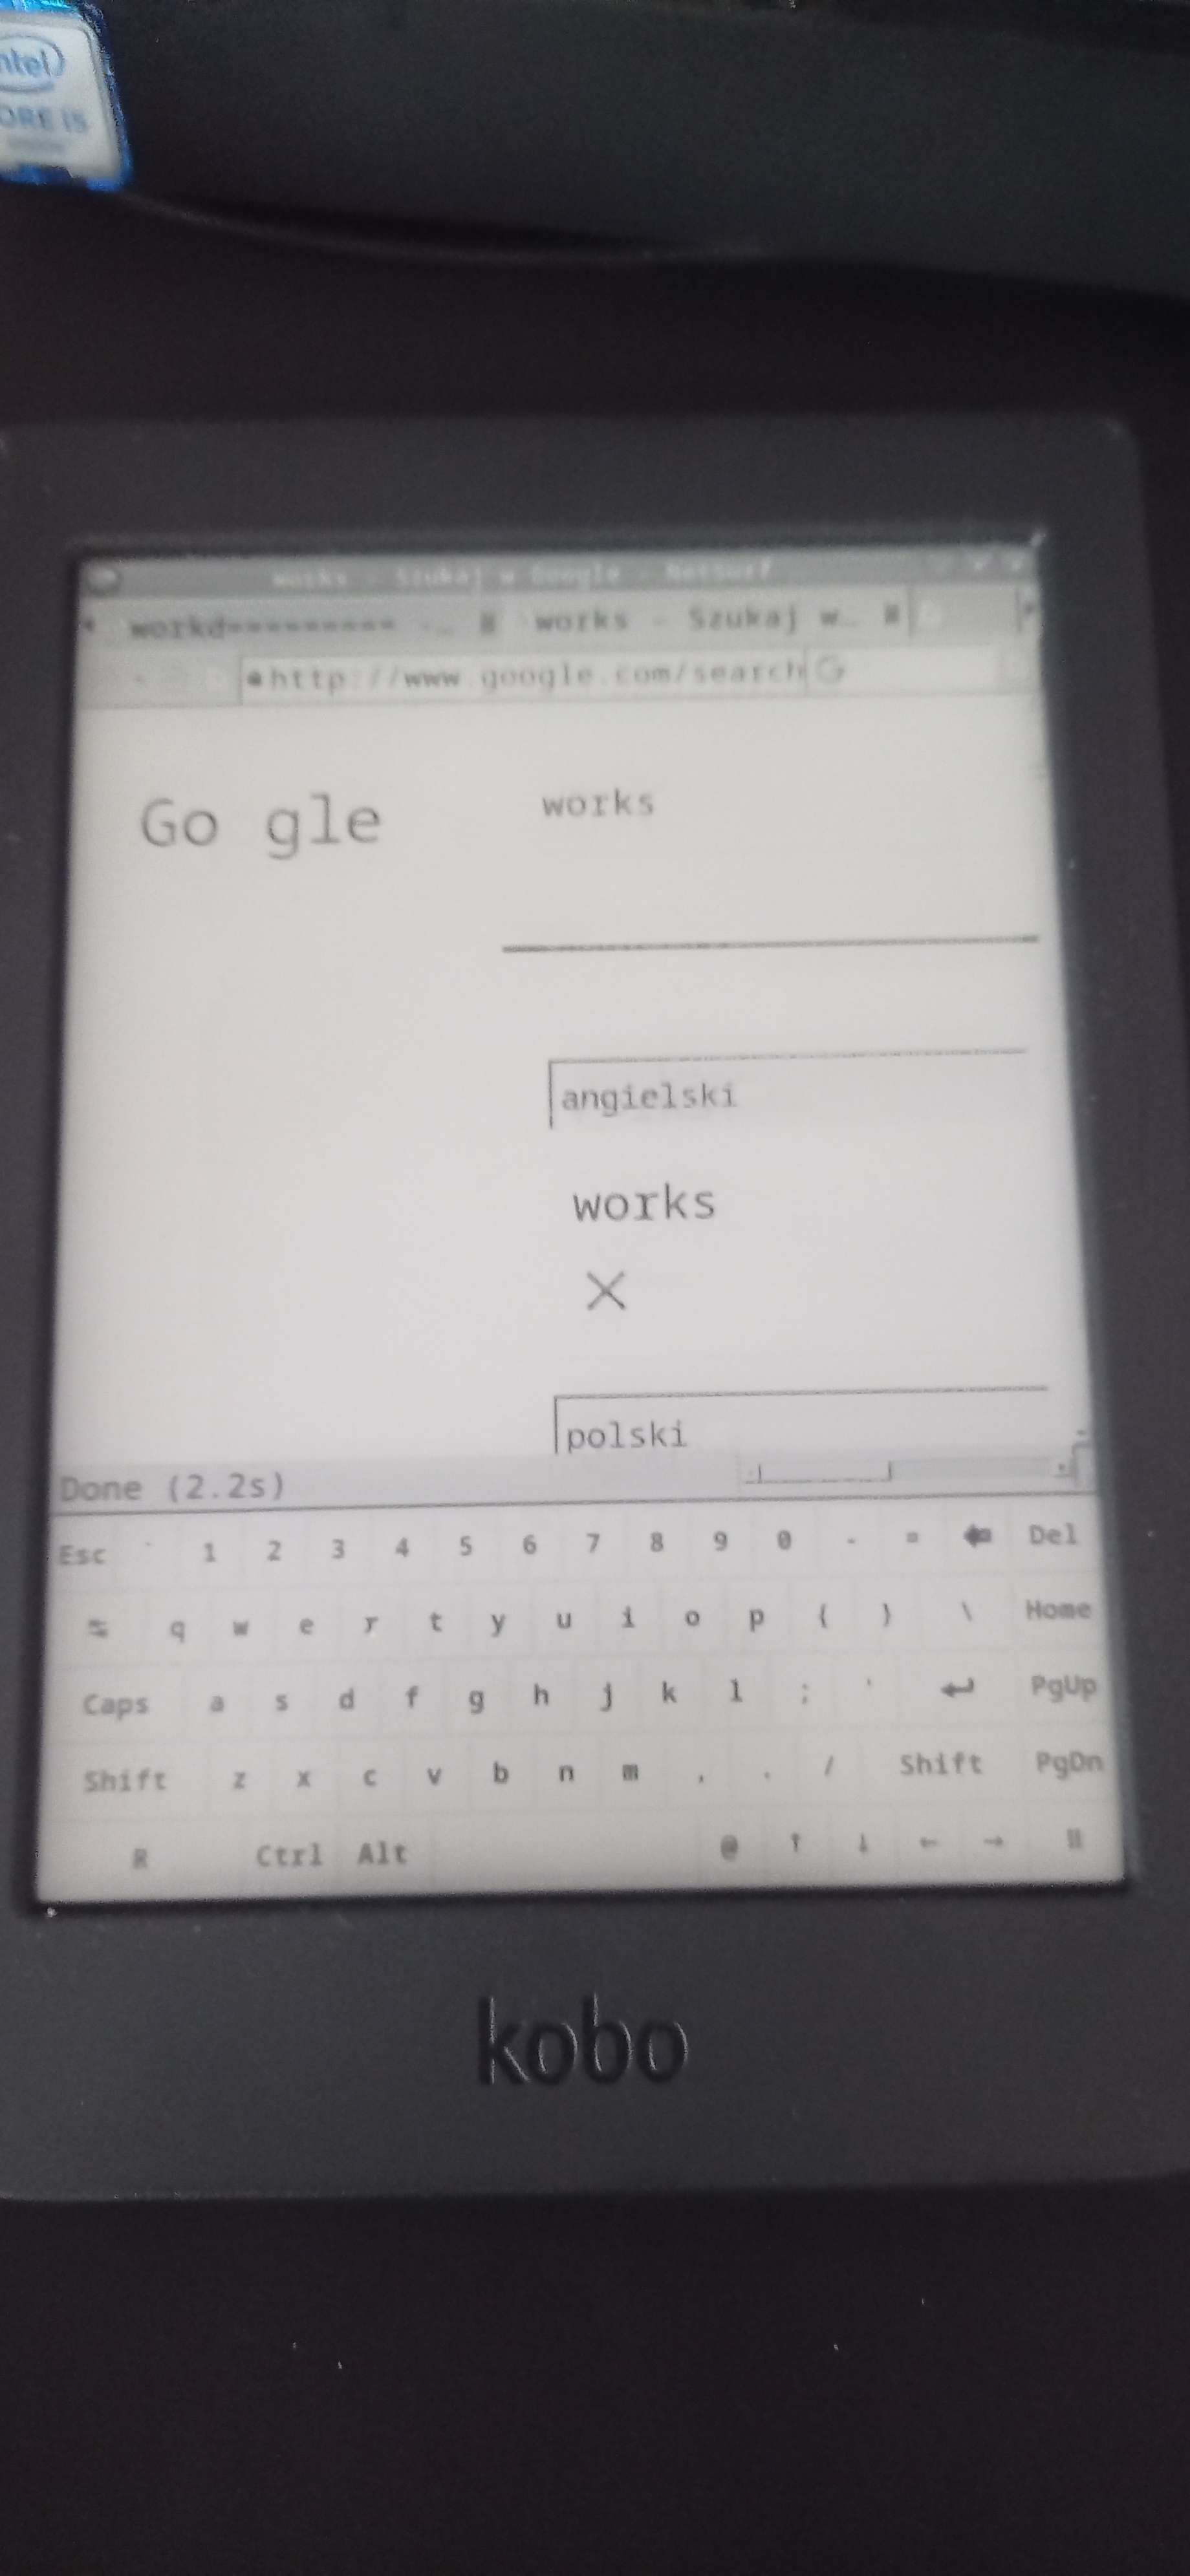 intel
CORE i5
works - Szukaj w Google - NetSurf
workd========= -… works - Szukaj w…
http://www.google.com/search G
Go gle
works
angielski
works
×
polski
Done (2.2s)
Esc ` 1 2 3 4 5 6 7 8 9 0 - = Del
q w e r t y u i o p { } \ Home
Caps a s d f g h j k l ; ' ↵ PgUp
Shift z x c v b n m , . / Shift PgDn
R Ctrl Alt @ ↑ ↓ ← →
kobo